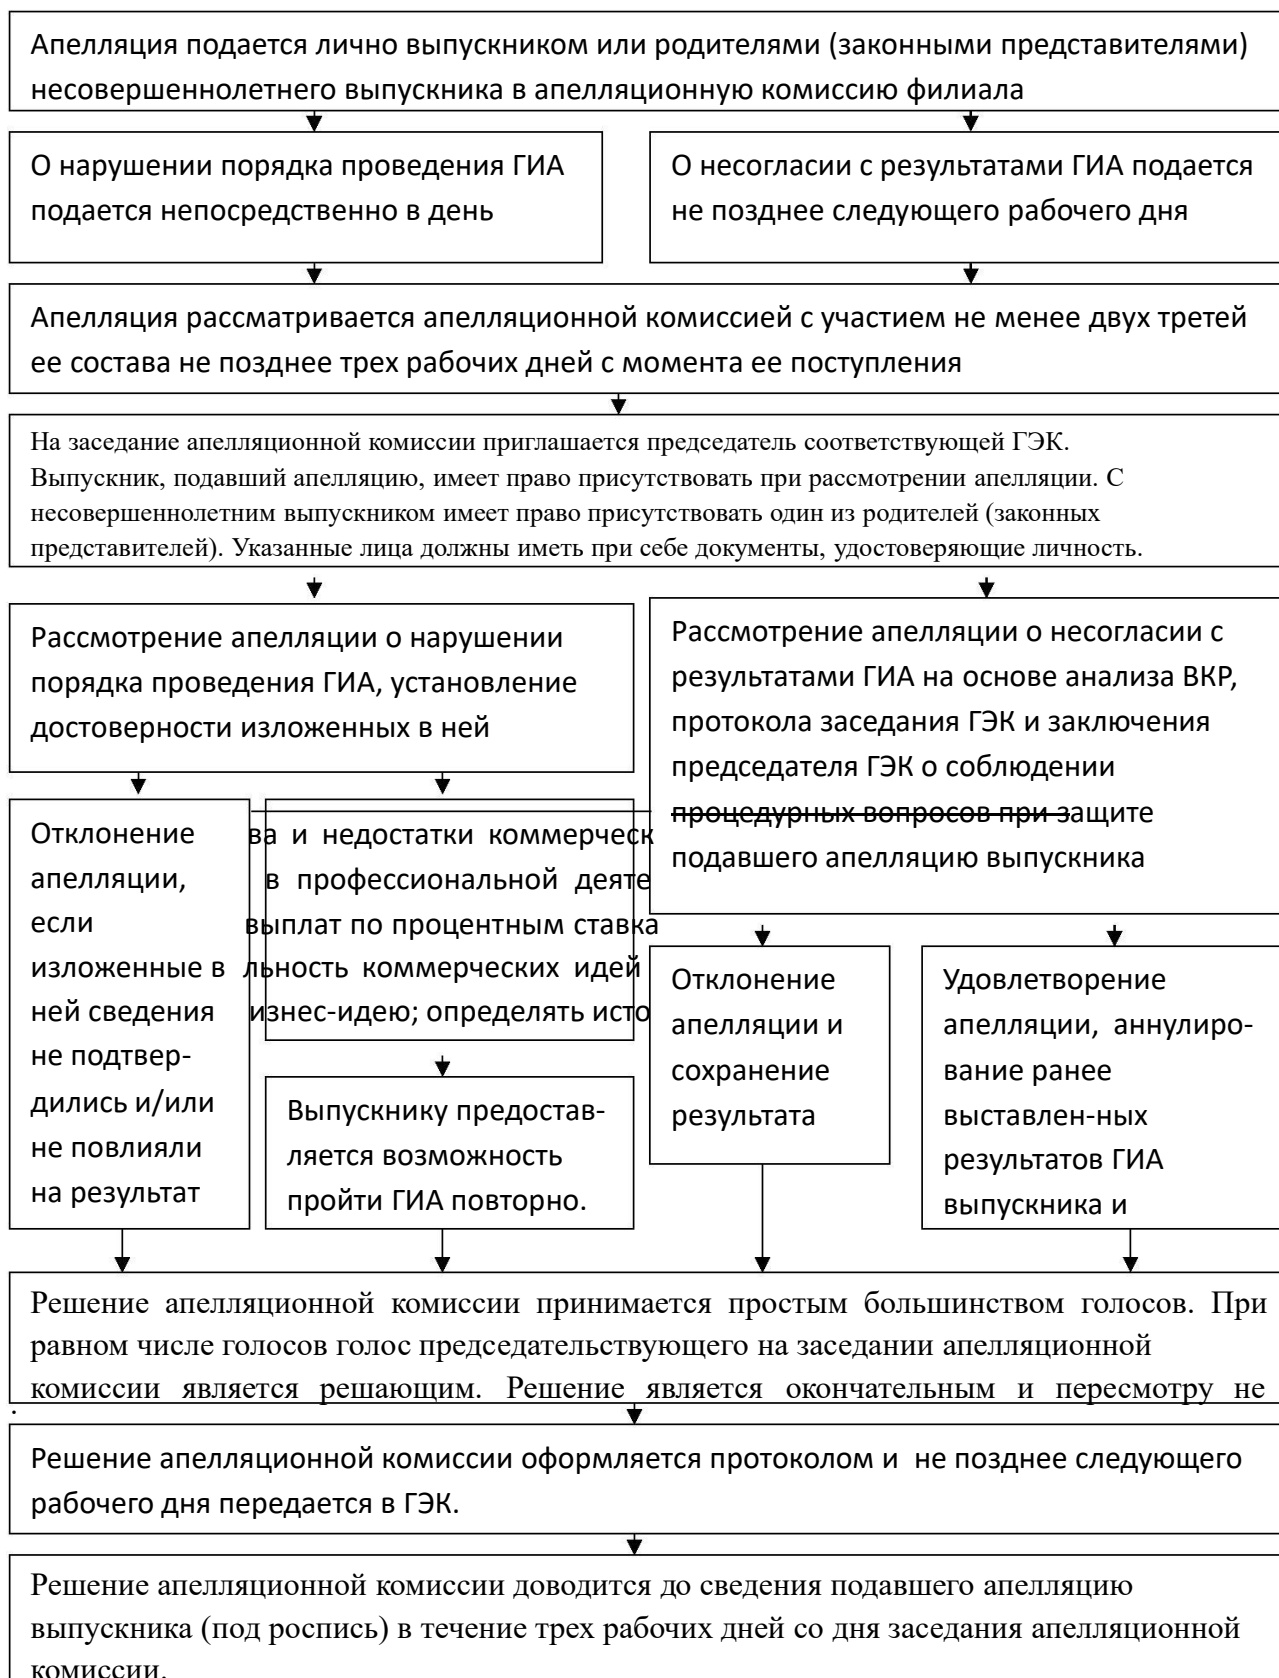 Апелляция подается лично выпускником или родителями (законными представителями)
несовершеннолетнего выпускника в апелляционную комиссию филиала
О нарушении порядка проведения ГИА
подается непосредственно в день
О несогласии с результатами ГИА подается
не позднее следующего рабочего дня
Апелляция рассматривается апелляционной комиссией с участием не менее двух третей
ее состава не позднее трех рабочих дней с момента ее поступления
На заседание апелляционной комиссии приглашается председатель соответствующей ГЭК.
Выпускник, подавший апелляцию, имеет право присутствовать при рассмотрении апелляции. С
несовершеннолетним выпускником имеет право присутствовать один из родителей (законных
представителей). Указанные лица должны иметь при себе документы, удостоверяющие личность.
Рассмотрение апелляции о нарушении
порядка проведения ГИА, установление
достоверности изложенных в ней
Рассмотрение апелляции о несогласии с
результатами ГИА на основе анализа ВКР,
протокола заседания ГЭК и заключения
председателя ГЭК о соблюдении
процедурных вопросов при защите
подавшего апелляцию выпускника
Отклонение
апелляции,
если
изложенные в
ней сведения
не подтвер-
дились и/или
не повлияли
на результат
ва и недостатки коммерческ
в профессиональной деяте
выплат по процентным ставка
льность коммерческих идей
изнес-идею; определять исто
Выпускнику предостав-
ляется возможность
пройти ГИА повторно.
Отклонение
апелляции и
сохранение
результата
Удовлетворение
апелляции, аннулиро-
вание ранее
выставлен-ных
результатов ГИА
выпускника и
Решение апелляционной комиссии принимается простым большинством голосов. При
равном числе голосов голос председательствующего на заседании апелляционной
комиссии является решающим. Решение является окончательным и пересмотру не
.
Решение апелляционной комиссии оформляется протоколом и не позднее следующего
рабочего дня передается в ГЭК.
Решение апелляционной комиссии доводится до сведения подавшего апелляцию
выпускника (под роспись) в течение трех рабочих дней со дня заседания апелляционной
комиссии.